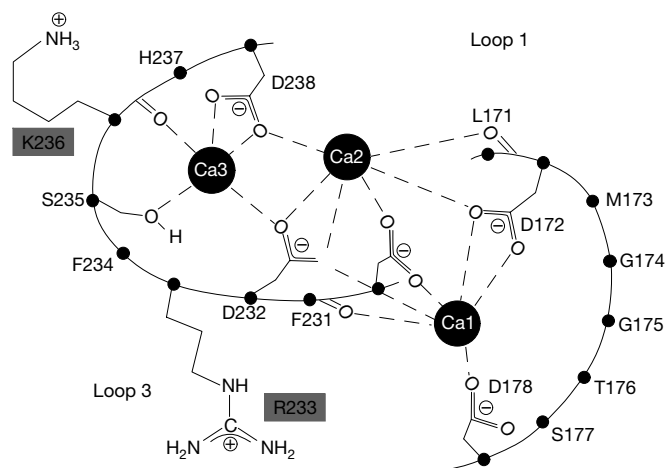 ⊕
NH3
H237
Loop 1
D238
O
⊖
O
L171
O
O
K236
Ca3
Ca2
S235
O
H
O
⊖
O
⊖
O
O
⊖
D172
O
M173
F234
G174
D232
F231
O
Ca1
G175
Loop 3
NH
R233
D178
O
T176
C
⊕
H2N
NH2
⊖
O
S177